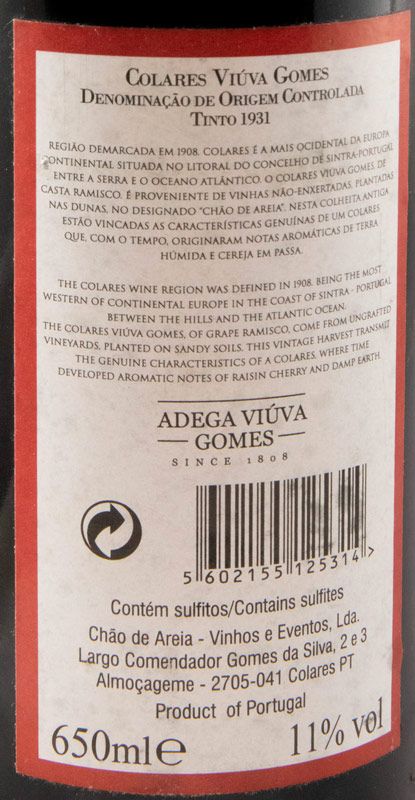 Colares Viúva Gomes
Denominação de Origem Controlada
Tinto 1931
REGIÃO DEMARCADA EM 1908, COLARES É A MAIS OCIDENTAL DA EUROPA
CONTINENTAL SITUADA NO LITORAL DO CONCELHO DE SINTRA-PORTUGAL
ENTRE A SERRA E O OCEANO ATLÂNTICO. O COLARES VIÚVA GOMES, DE
CASTA RAMISCO, É PROVENIENTE DE VINHAS NÃO-ENXERTADAS, PLANTADAS
NAS DUNAS, NO DESIGNADO "CHÃO DE AREIA". NESTA COLHEITA ANTIGA
ESTÃO VINCADAS AS CARACTERÍSTICAS GENUÍNAS DE UM COLARES
QUE, COM O TEMPO, ORIGINARAM NOTAS AROMÁTICAS DE TERRA
HÚMIDA E CEREJA EM PASSA.
THE COLARES WINE REGION WAS DEFINED IN 1908. BEING THE MOST
WESTERN OF CONTINENTAL EUROPE IN THE COAST OF SINTRA - PORTUGAL
BETWEEN THE HILLS AND THE ATLANTIC OCEAN.
THE COLARES VIÚVA GOMES, OF GRAPE RAMISCO, COME FROM UNGRAFTED
VINEYARDS, PLANTED ON SANDY SOILS. THIS VINTAGE HARVEST TRANSMIT
THE GENUINE CHARACTERISTICS OF A COLARES, WHERE TIME
DEVELOPED AROMATIC NOTES OF RAISIN CHERRY AND DAMP EARTH
ADEGA VIÚVA
GOMES
SINCE 1808
5 602155 125314 >
Contém sulfitos/Contains sulfites
Chão de Areia - Vinhos e Eventos, Lda.
Largo Comendador Gomes da Silva, 2 e 3
Almoçageme - 2705-041 Colares PT
Product of Portugal
650ml℮ 11% vol